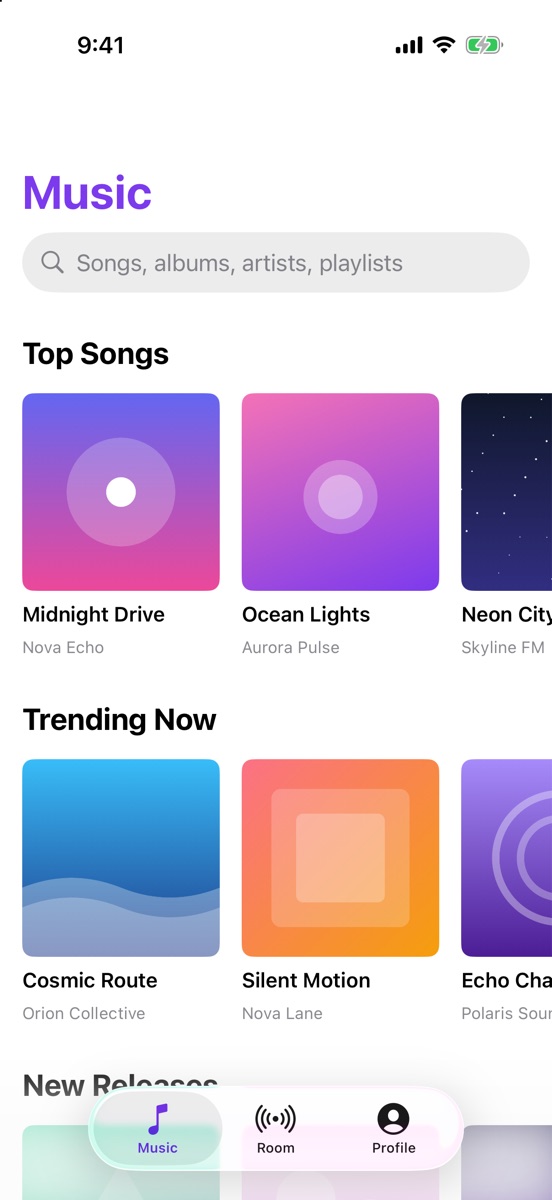 9:41
Music
Songs, albums, artists, playlists
Top Songs
Midnight Drive
Ocean Lights
Neon City
Nova Echo
Aurora Pulse
Skyline FM
Trending Now
Cosmic Route
Silent Motion
Echo Cha
Orion Collective
Nova Lane
Polaris Sour
New Releases
Music
Room
Profile